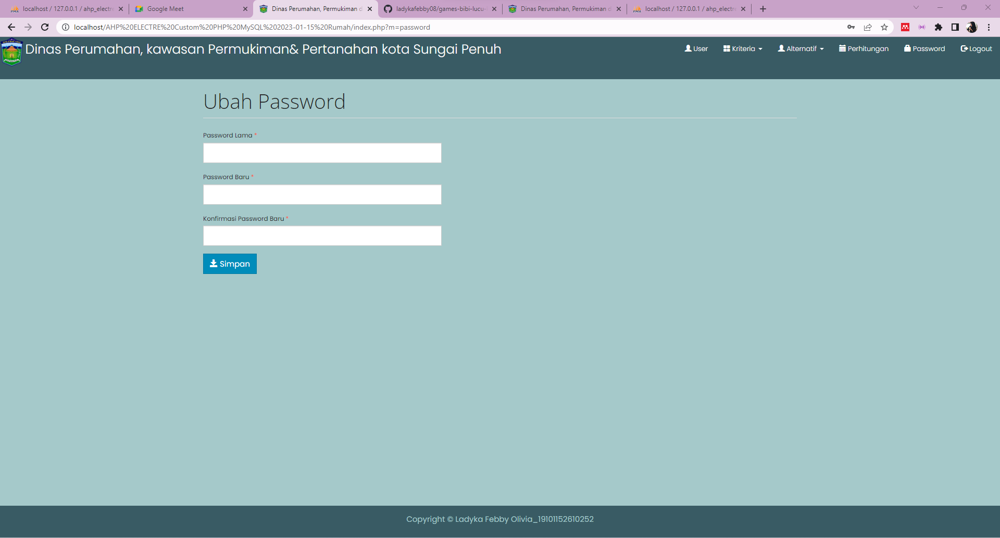 localhost / 127.0.0.1 / ahp_electre
Google Meet
Dinas Perumahan, Permukiman d
ladykafebby08/games-bibi-lucu-
Dinas Perumahan, Permukiman d
localhost / 127.0.0.1 / ahp_electre
localhost/AHP%20ELECTRE%20Custom%20PHP%20MySQL%202023-01-15%20Rumah/index.php?m=password
Dinas Perumahan, kawasan Permukiman& Pertanahan kota Sungai Penuh
User
Kriteria
Alternatif
Perhitungan
Password
Logout
Ubah Password
Password Lama *
Password Baru *
Konfirmasi Password Baru *
Simpan
Copyright © Ladyka Febby Olivia_19101152610252